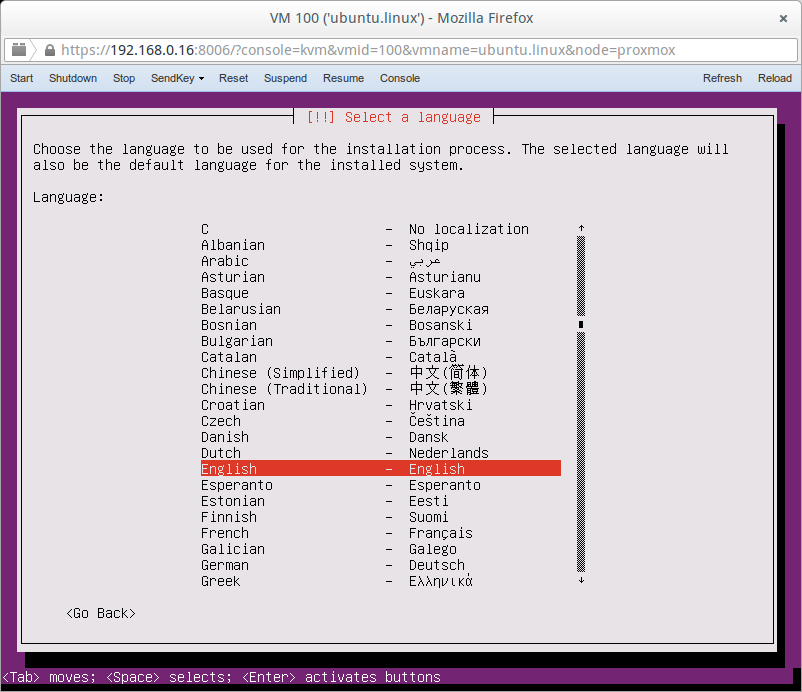 VM 100 ('ubuntu.linux') - Mozilla Firefox
https://192.168.0.16:8006/?console=kvm&vmid=100&vmname=ubuntu.linux&node=proxmox
Start Shutdown Stop SendKey Reset Suspend Resume Console Refresh Reload
[!!] Select a language
Choose the language to be used for the installation process. The selected language will
also be the default language for the installed system.
Language:
C - No localization
Albanian - Shqip
Arabic - عربي
Asturian - Asturianu
Basque - Euskara
Belarusian - Беларуская
Bosnian - Bosanski
Bulgarian - Български
Catalan - Català
Chinese (Simplified) - 中文(简体)
Chinese (Traditional) - 中文(繁體)
Croatian - Hrvatski
Czech - Čeština
Danish - Dansk
Dutch - Nederlands
English - English
Esperanto - Esperanto
Estonian - Eesti
Finnish - Suomi
French - Français
Galician - Galego
German - Deutsch
Greek - Ελληνικά
<Go Back>
<Tab> moves; <Space> selects; <Enter> activates buttons